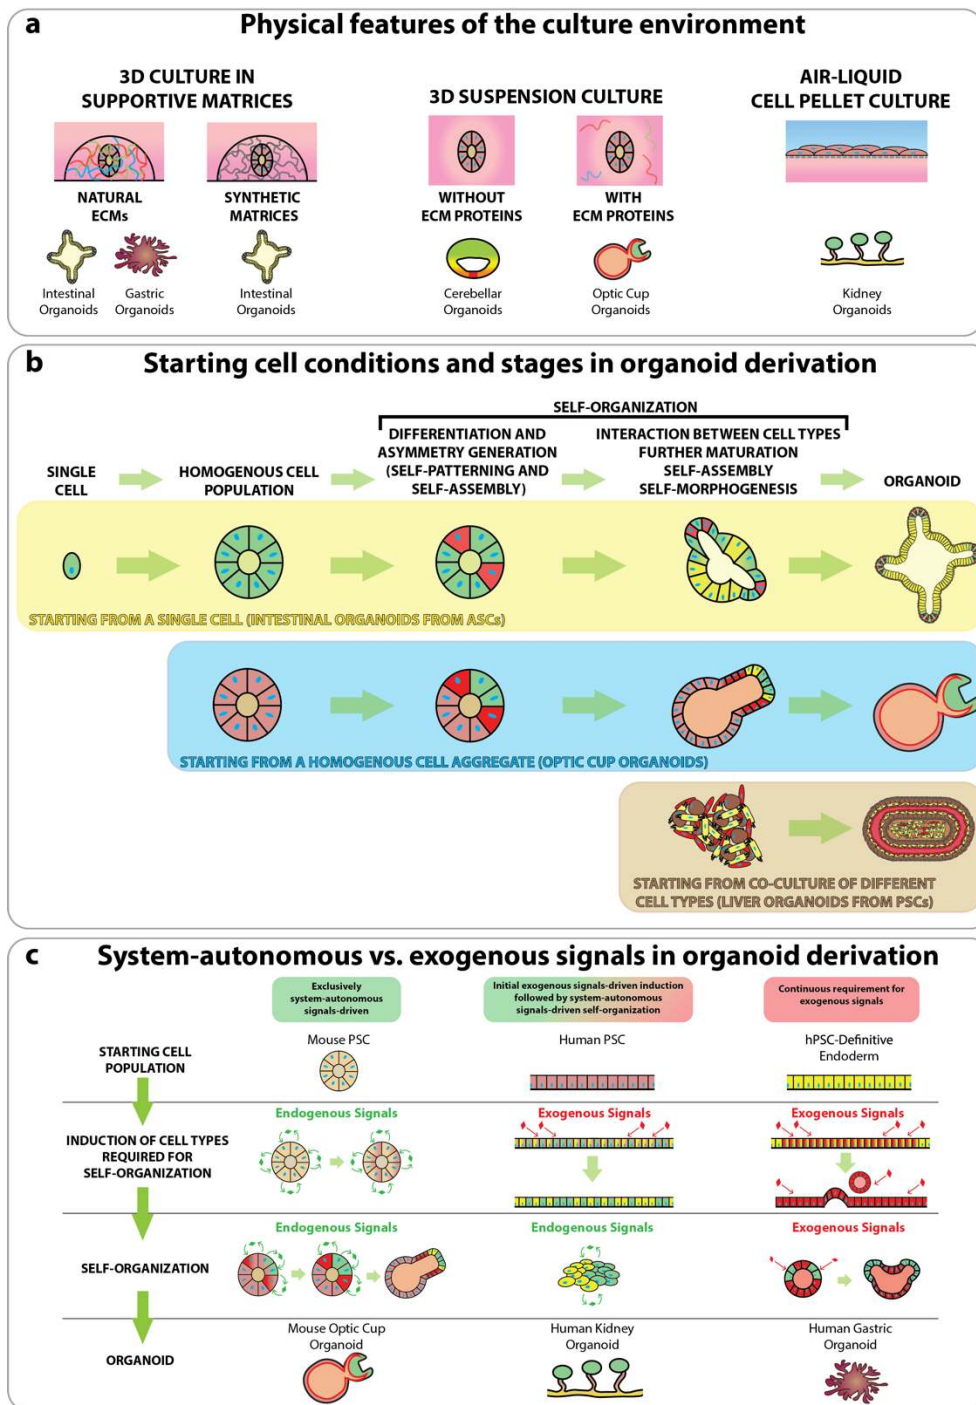 a
Physical features of the culture environment
3D CULTURE IN
SUPPORTIVE MATRICES
NATURAL
ECMs
SYNTHETIC
MATRICES
Intestinal
Organoids
Gastric
Organoids
Intestinal
Organoids
3D SUSPENSION CULTURE
WITHOUT
ECM PROTEINS
WITH
ECM PROTEINS
Cerebellar
Organoids
Optic Cup
Organoids
AIR-LIQUID
CELL PELLET CULTURE
Kidney
Organoids
b
Starting cell conditions and stages in organoid derivation
SELF-ORGANIZATION
SINGLE
CELL
HOMOGENOUS CELL
POPULATION
DIFFERENTIATION AND
ASYMMETRY GENERATION
(SELF-PATTERNING AND
SELF-ASSEMBLY)
INTERACTION BETWEEN CELL TYPES
FURTHER MATURATION
SELF-ASSEMBLY
SELF-MORPHOGENESIS
ORGANOID
STARTING FROM A SINGLE CELL (INTESTINAL ORGANOIDS FROM ASCs)
STARTING FROM A HOMOGENOUS CELL AGGREGATE (OPTIC CUP ORGANOIDS)
STARTING FROM CO-CULTURE OF DIFFERENT
CELL TYPES (LIVER ORGANOIDS FROM PSCs)
c
System-autonomous vs. exogenous signals in organoid derivation
Exclusively
system-autonomous
signals-driven
Initial exogenous signals-driven induction
followed by system-autonomous
signals-driven self-organization
Continuous requirement for
exogenous signals
STARTING CELL
POPULATION
Mouse PSC
Human PSC
hPSC-Definitive
Endoderm
INDUCTION OF CELL TYPES
REQUIRED FOR
SELF-ORGANIZATION
Endogenous Signals
Exogenous Signals
Exogenous Signals
SELF-ORGANIZATION
Endogenous Signals
Endogenous Signals
Exogenous Signals
ORGANOID
Mouse Optic Cup
Organoid
Human Kidney
Organoid
Human Gastric
Organoid